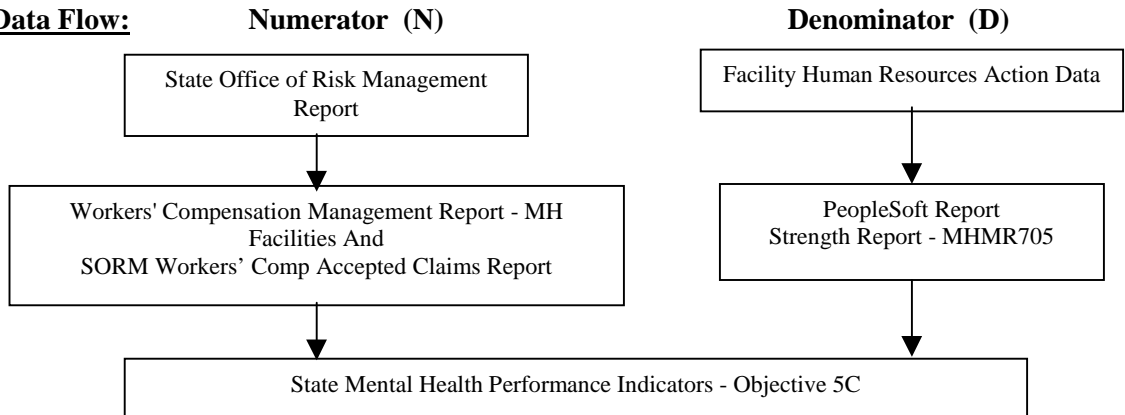 Data Flow: Numerator (N) Denominator (D)
State Office of Risk Management
Report
Facility Human Resources Action Data
Workers' Compensation Management Report - MH
Facilities And
SORM Workers’ Comp Accepted Claims Report
PeopleSoft Report
Strength Report - MHMR705
State Mental Health Performance Indicators - Objective 5C